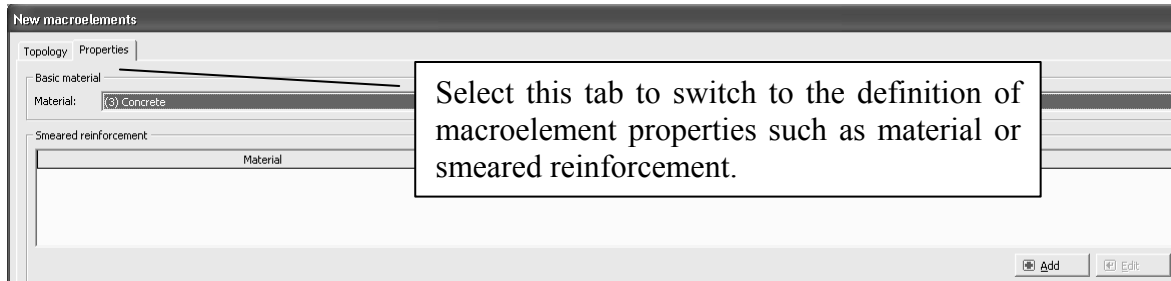 New macroelements
Topology Properties
Basic material
Material: (3) Concrete
Select this tab to switch to the definition of
macroelement properties such as material or
smeared reinforcement.
Smeared reinforcement
Material
Add Edit